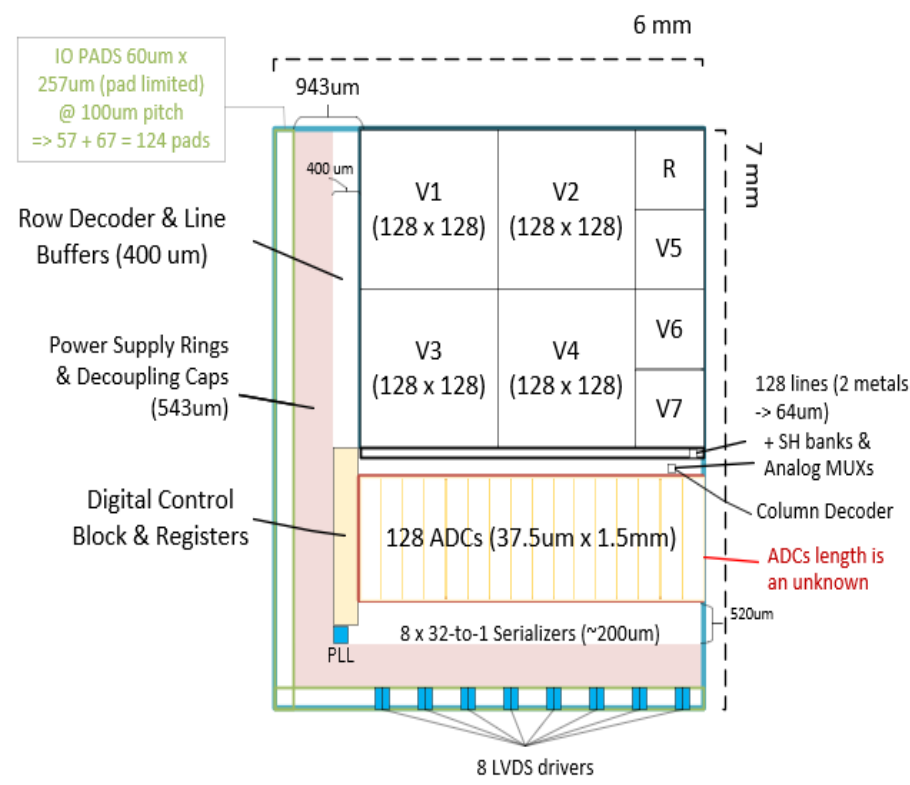 6 mm
IO PADS 60um x
257um (pad limited)
@ 100um pitch
=> 57 + 67 = 124 pads
943um
7 mm
400 um
V1
(128 x 128)
V2
(128 x 128)
R
Row Decoder & Line
Buffers (400 um)
V5
V3
(128 x 128)
V4
(128 x 128)
V6
V7
Power Supply Rings
& Decoupling Caps
(543um)
128 lines (2 metals
-> 64um)
+ SH banks &
Analog MUXs
Column Decoder
Digital Control
Block & Registers
128 ADCs (37.5um x 1.5mm)
ADCs length is
an unknown
520um
8 x 32-to-1 Serializers (~200um)
PLL
8 LVDS drivers